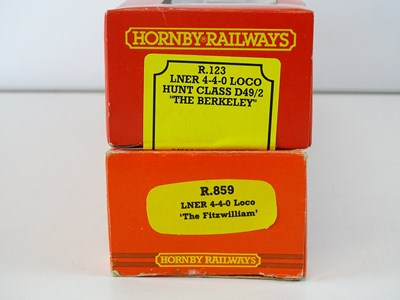 HORNBY®RAILWAYS
R.123
LNER 4-4-0 LOCO
HUNT CLASS D49/2
"THE BERKELEY"
R.859
LNER 4-4-0 Loco
'The Fitzwilliam'
HORNBY RAILWAYS